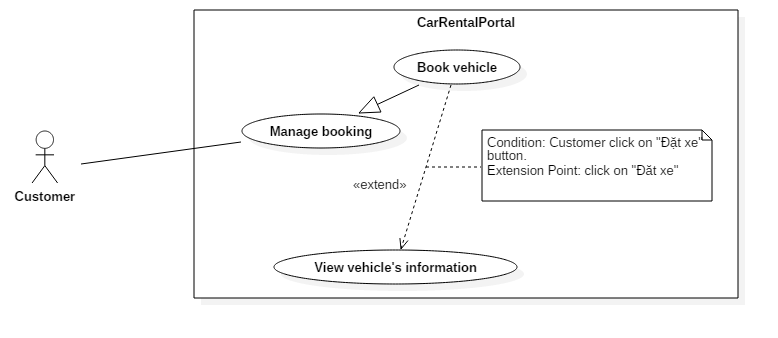 CarRentalPortal
Book vehicle
Manage booking
Condition: Customer click on "Đặt xe"
button.
Extension Point: click on "Đăt xe"
«extend»
Customer
View vehicle's information